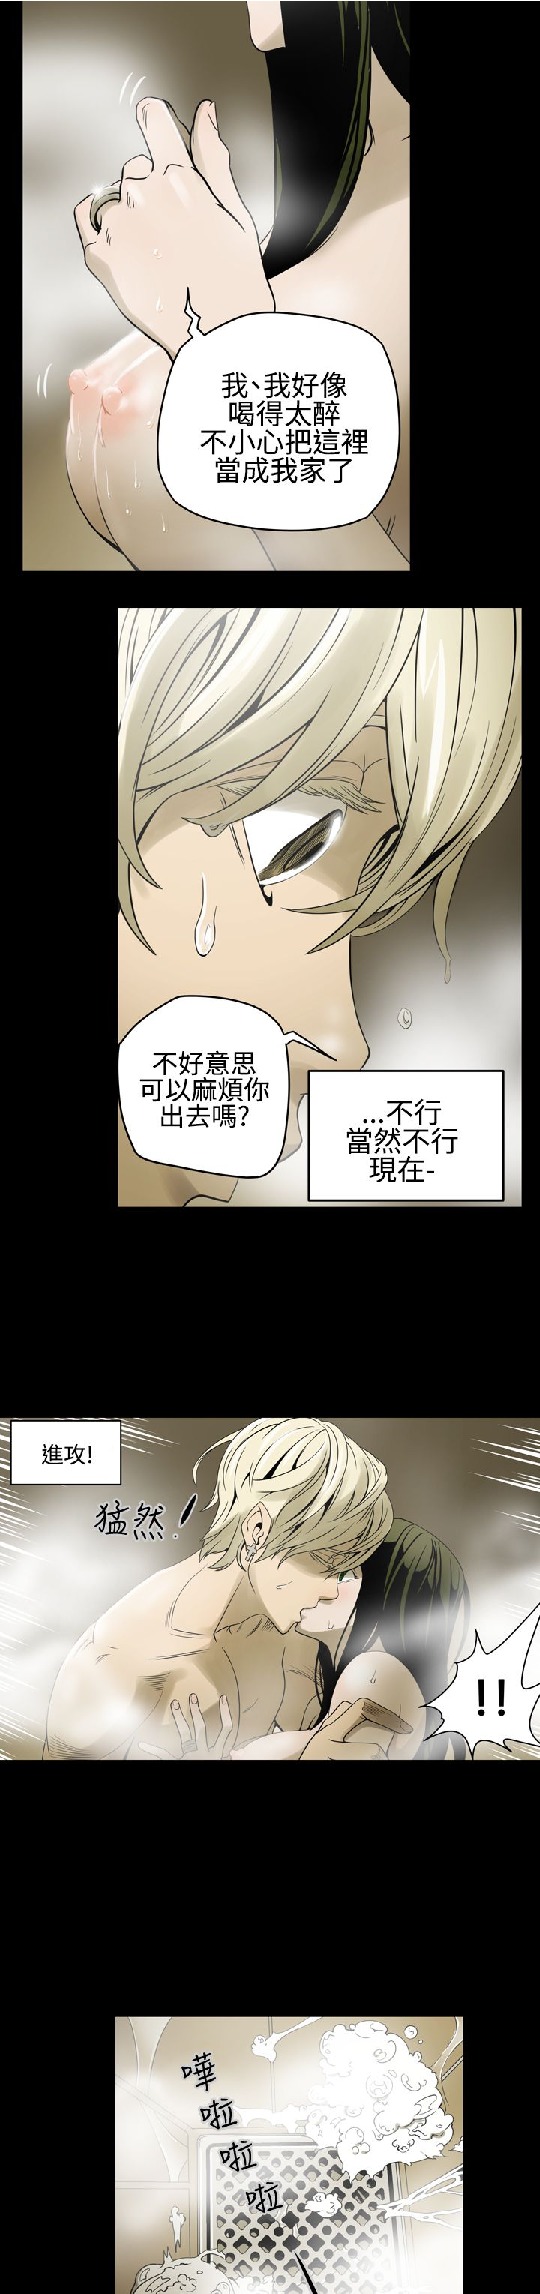 我、我好像
喝得太醉
不小心把這裡
當成我家了
不好意思
可以麻煩你
出去嗎?
...不行
當然不行
現在-
進攻!
猛然!
!!
嘩
啦
啦
啦